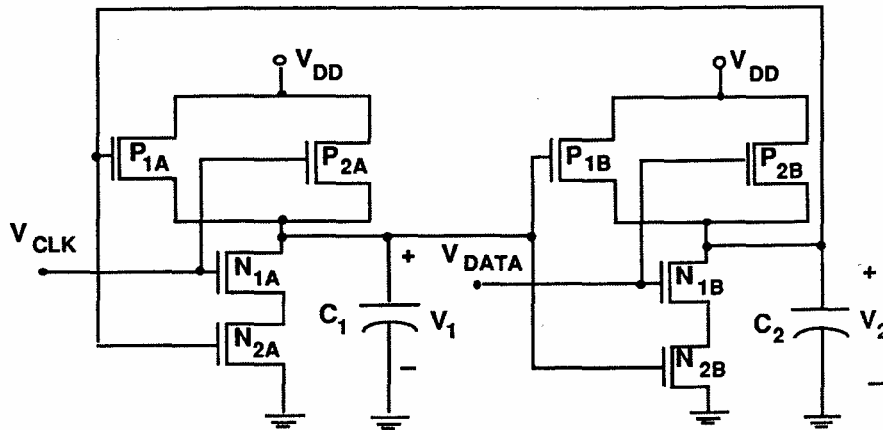 V_DD
V_DD
P_1A
P_2A
P_1B
P_2B
V_CLK
N_1A
+
V_DATA
N_1B
+
C_1
V_1
C_2
V_2
N_2A
−
N_2B
−